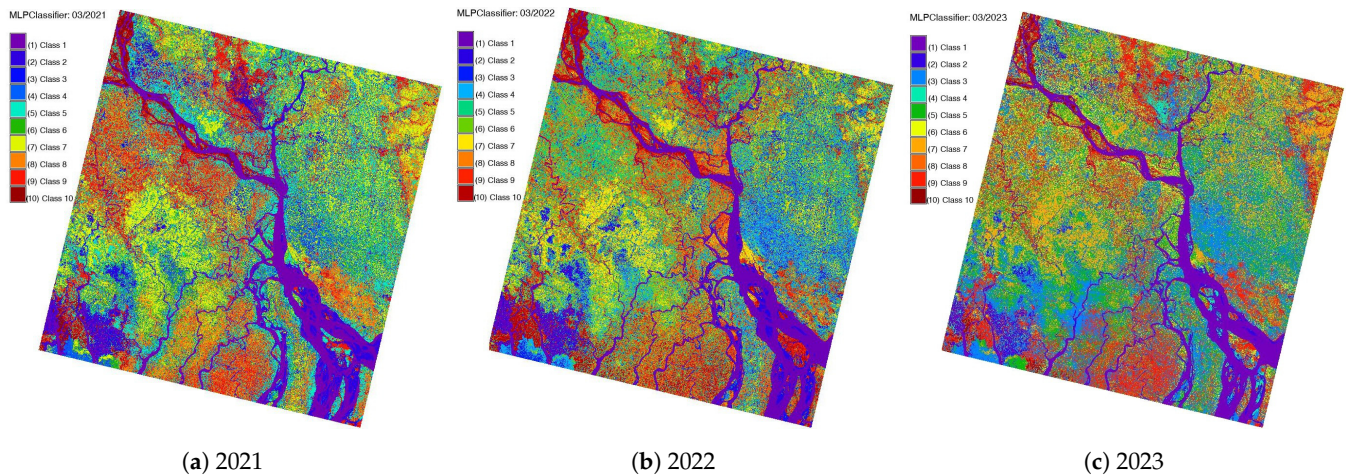 MLPClassifier: 03/2021
(1) Class 1
(2) Class 2
(3) Class 3
(4) Class 4
(5) Class 5
(6) Class 6
(7) Class 7
(8) Class 8
(9) Class 9
(10) Class 10
(a) 2021
MLPClassifier: 03/2022
(1) Class 1
(2) Class 2
(3) Class 3
(4) Class 4
(5) Class 5
(6) Class 6
(7) Class 7
(8) Class 8
(9) Class 9
(10) Class 10
(b) 2022
MLPClassifier: 03/2023
(1) Class 1
(2) Class 2
(3) Class 3
(4) Class 4
(5) Class 5
(6) Class 6
(7) Class 7
(8) Class 8
(9) Class 9
(10) Class 10
(c) 2023